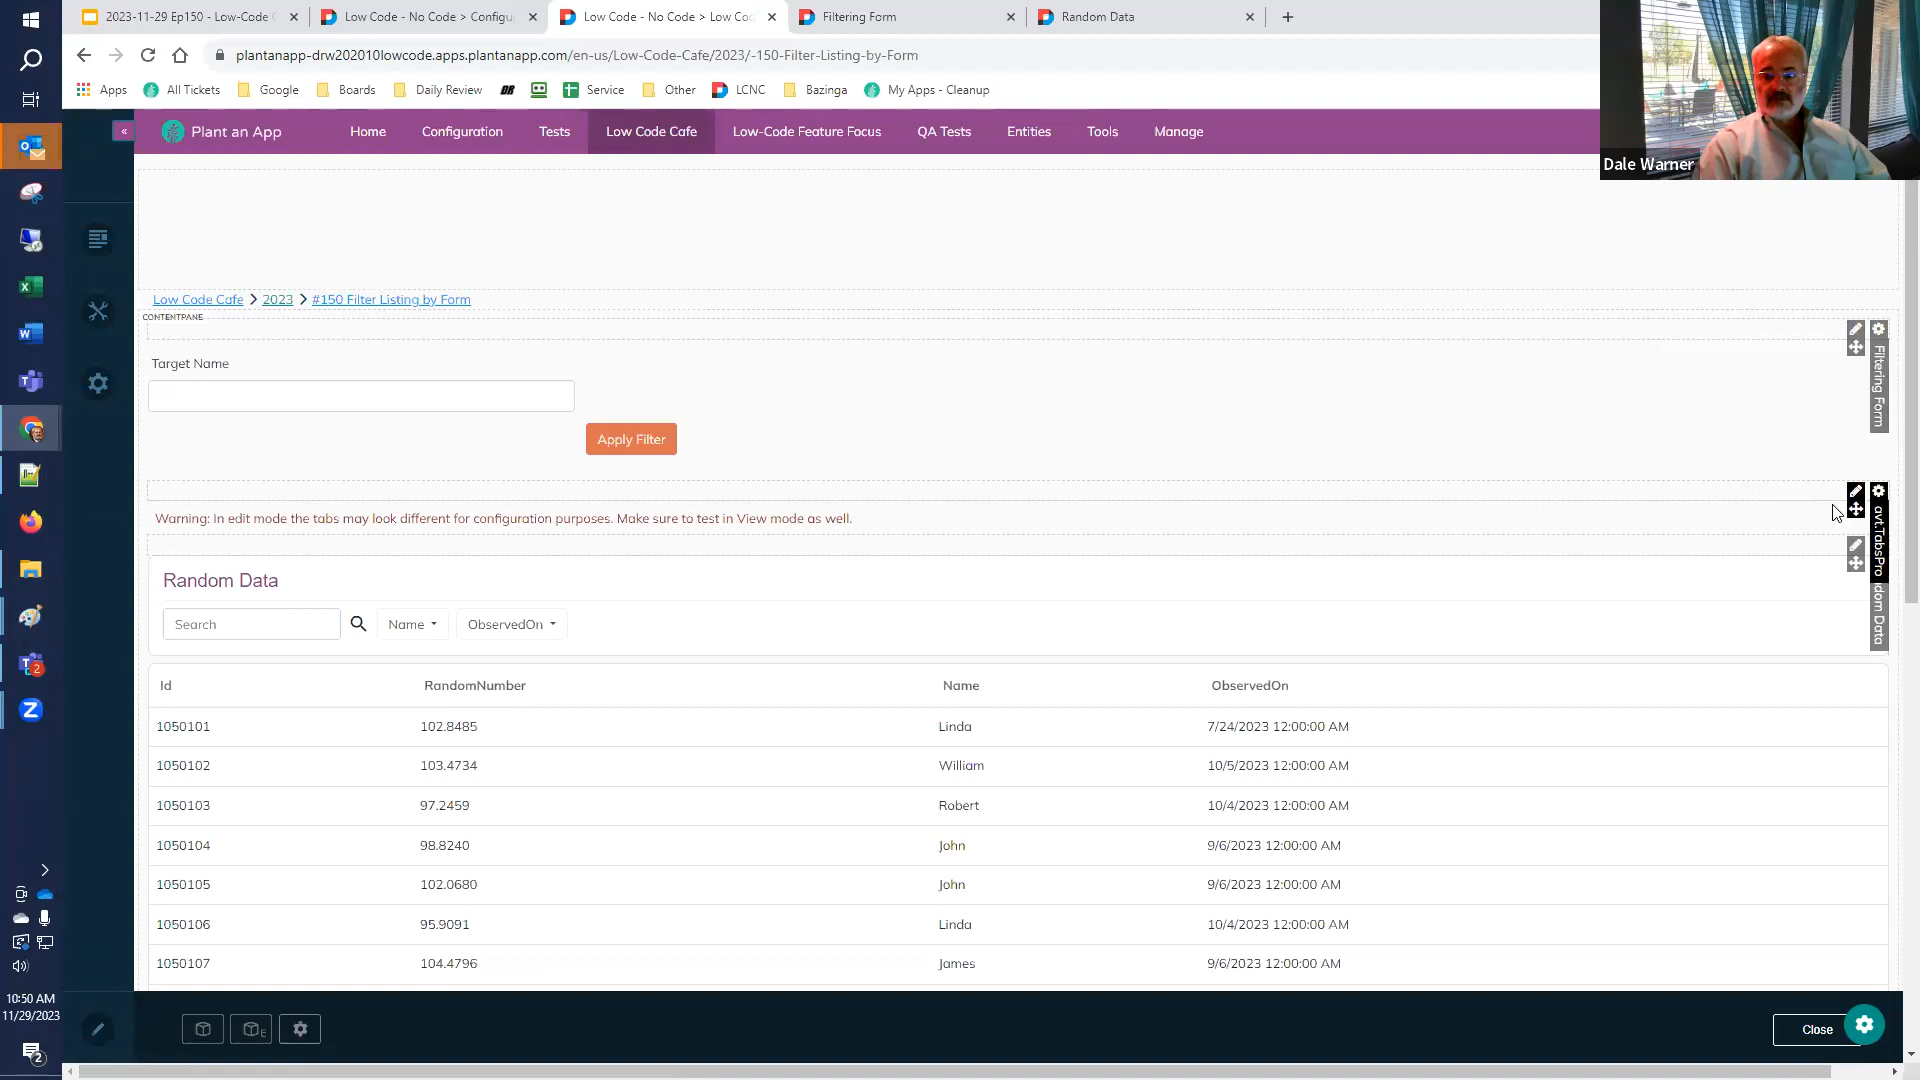 2023-11-29 Ep150 - Low-Code
Low Code - No Code > Configu
Low Code - No Code > Low Co
Filtering Form
Random Data
plantanapp-drw202010lowcode.apps.plantanapp.com/en-us/Low-Code-Cafe/2023/-150-Filter-Listing-by-Form
Apps
All Tickets
Google
Boards
Daily Review
DR
Service
Other
LCNC
Bazinga
My Apps - Cleanup
Plant an App
Home
Configuration
Tests
Low Code Cafe
Low-Code Feature Focus
QA Tests
Entities
Tools
Manage
Dale Warner
Low Code Cafe > 2023 > #150 Filter Listing by Form
CONTENTPANE
Target Name
Filtering Form
Apply Filter
Warning: In edit mode the tabs may look different for configuration purposes. Make sure to test in View mode as well.
avt.TabsPro
dom Data
Random Data
Search
Name
ObservedOn
Id RandomNumber Name ObservedOn
1050101 102.8485 Linda 7/24/2023 12:00:00 AM
1050102 103.4734 William 10/5/2023 12:00:00 AM
1050103 97.2459 Robert 10/4/2023 12:00:00 AM
1050104 98.8240 John 9/6/2023 12:00:00 AM
1050105 102.0680 John 9/6/2023 12:00:00 AM
1050106 95.9091 Linda 10/4/2023 12:00:00 AM
1050107 104.4796 James 9/6/2023 12:00:00 AM
10:50 AM
11/29/2023
2
2
E
Close